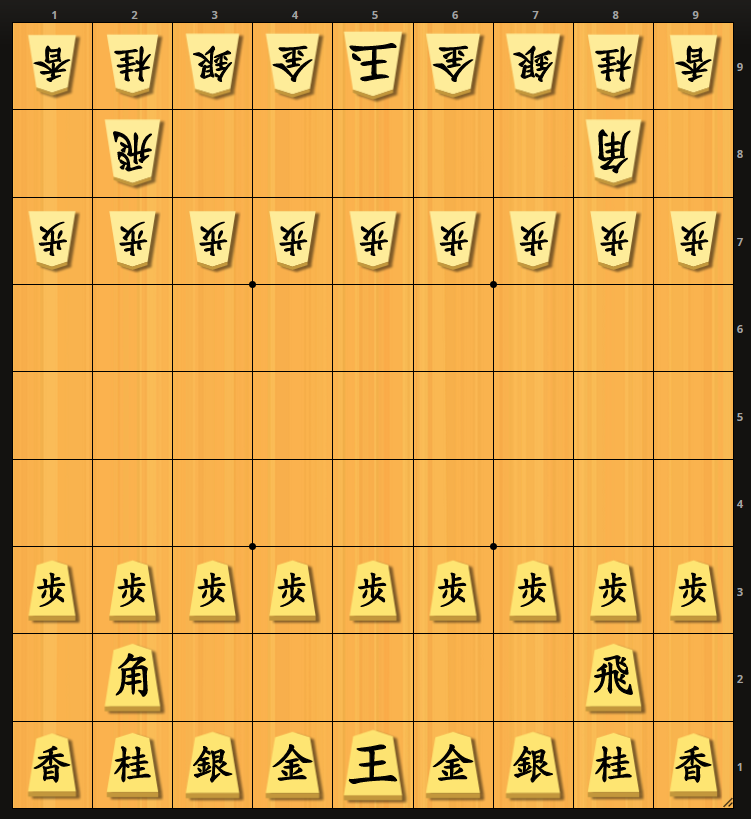 1 2 3 4 5 6 7 8 9
香 桂 銀 金 王 金 銀 桂 香 9
飛 角 8
歩 歩 歩 歩 歩 歩 歩 歩 歩 7
6
5
4
歩 歩 歩 歩 歩 歩 歩 歩 歩 3
角 飛 2
香 桂 銀 金 王 金 銀 桂 香 1